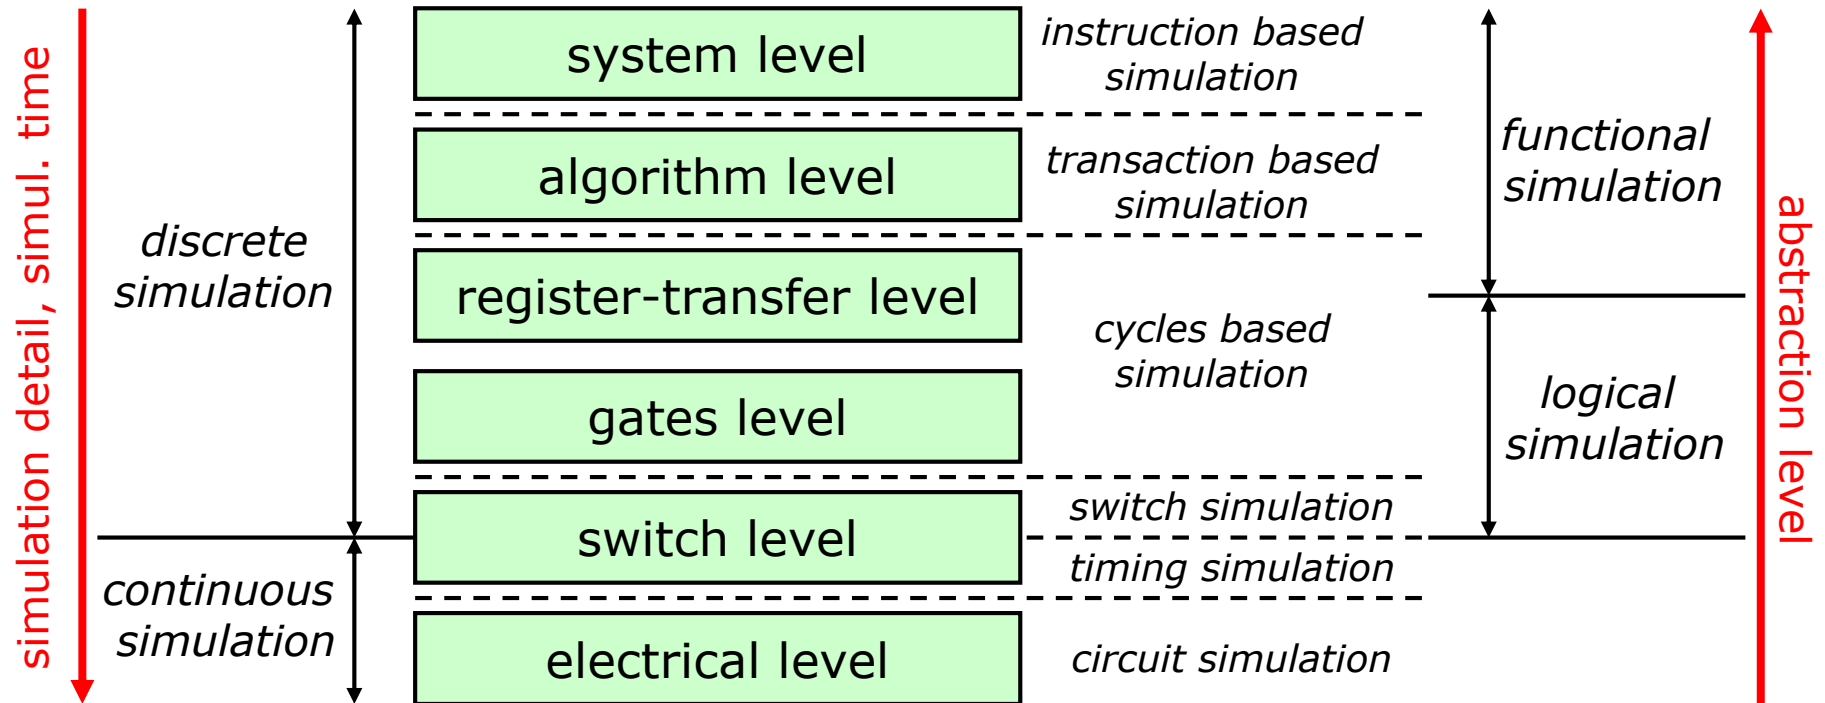 simulation detail, simul. time
discrete
simulation
continuous
simulation
system level
algorithm level
register-transfer level
gates level
switch level
electrical level
instruction based
simulation
transaction based
simulation
cycles based
simulation
switch simulation
timing simulation
circuit simulation
functional
simulation
logical
simulation
abstraction level